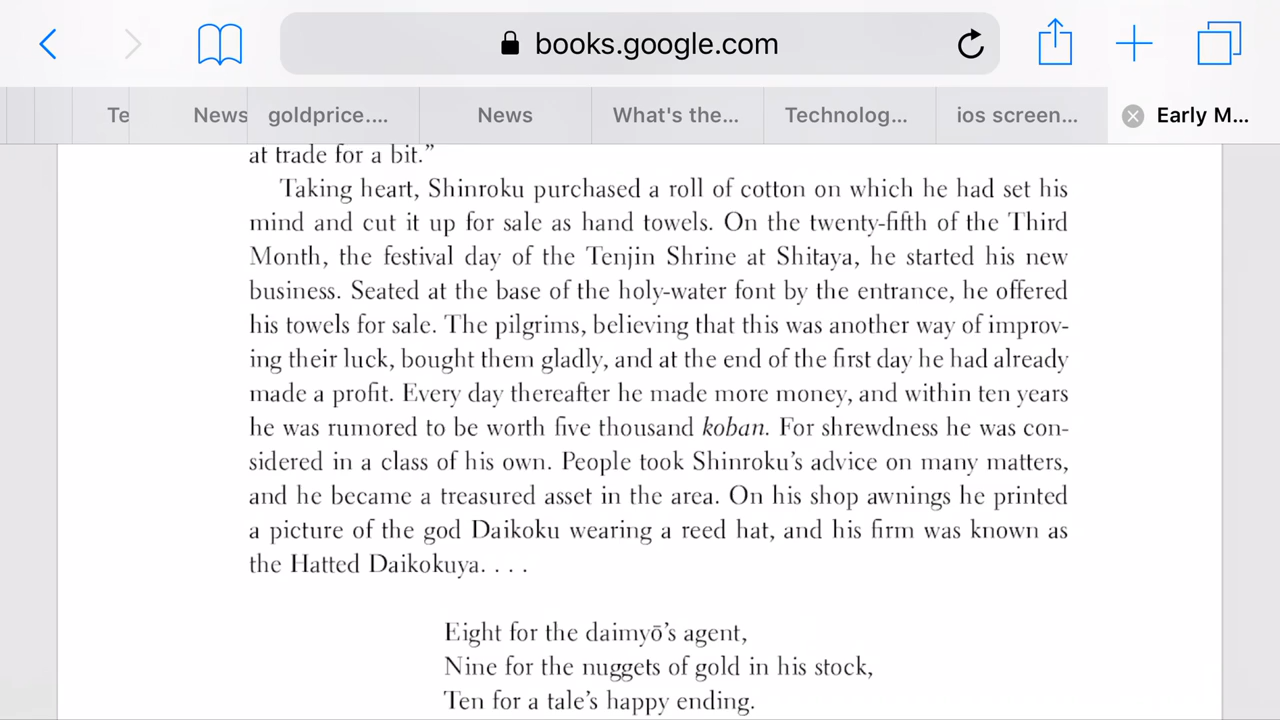 books.google.com
Te
News
goldprice....
News
What's the...
Technolog...
ios screen...
Early M...
at trade for a bit.”
Taking heart, Shinroku purchased a roll of cotton on which he had set his
mind and cut it up for sale as hand towels. On the twenty-fifth of the Third
Month, the festival day of the Tenjin Shrine at Shitaya, he started his new
business. Seated at the base of the holy-water font by the entrance, he offered
his towels for sale. The pilgrims, believing that this was another way of improv-
ing their luck, bought them gladly, and at the end of the first day he had already
made a profit. Every day thereafter he made more money, and within ten years
he was rumored to be worth five thousand koban. For shrewdness he was con-
sidered in a class of his own. People took Shinroku’s advice on many matters,
and he became a treasured asset in the area. On his shop awnings he printed
a picture of the god Daikoku wearing a reed hat, and his firm was known as
the Hatted Daikokuya. . . .
Eight for the daimyō’s agent,
Nine for the nuggets of gold in his stock,
Ten for a tale’s happy ending.